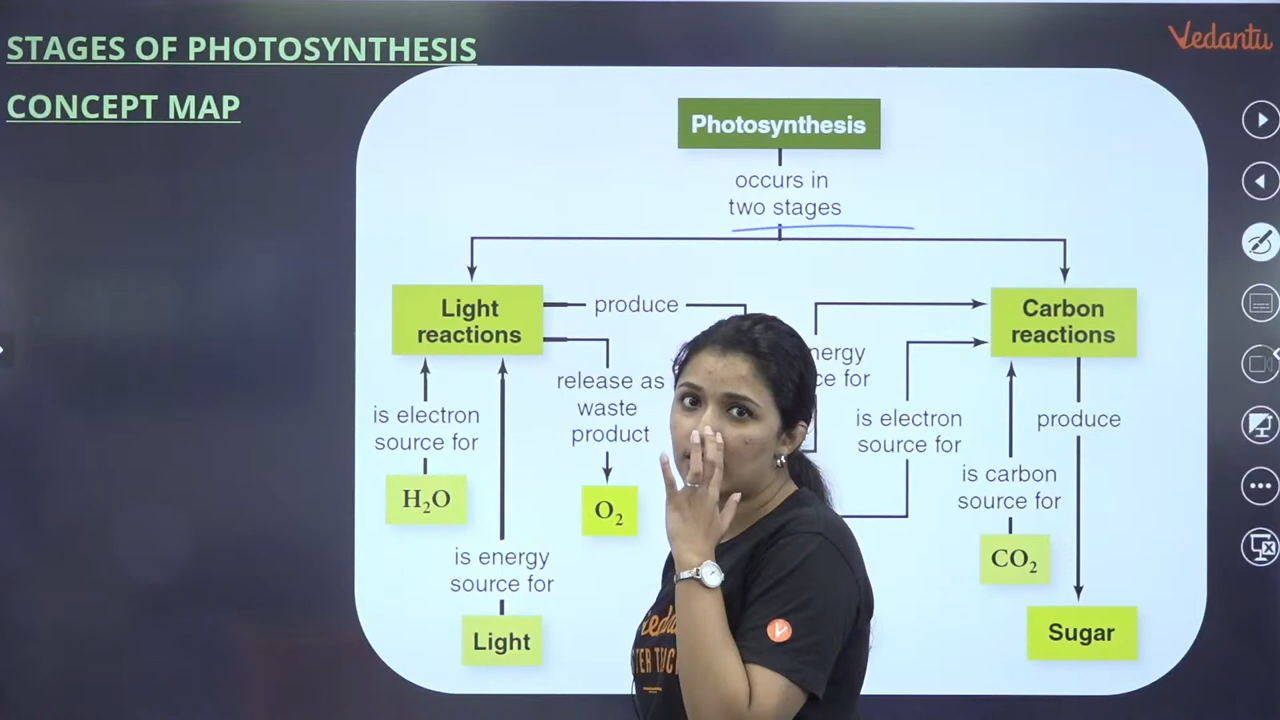 STAGES OF PHOTOSYNTHESIS
CONCEPT MAP
Vedantu
Photosynthesis
occurs in
two stages
Light
reactions
produce
Carbon
reactions
release as
waste
product
is electron
source for
is electron
source for
produce
is carbon
source for
H₂O
O₂
is energy
source for
CO₂
Light
Sugar
for